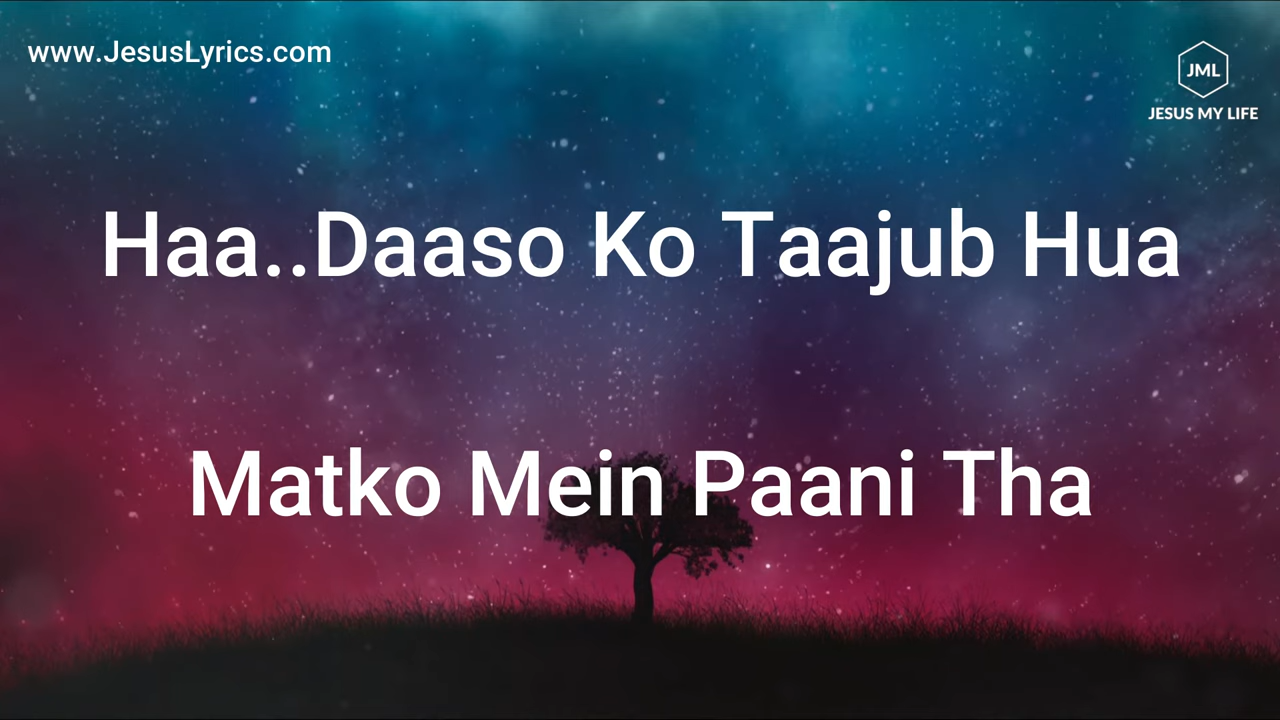 www.JesusLyrics.com
JML
JESUS MY LIFE
Haa..Daaso Ko Taajub Hua
Matko Mein Paani Tha